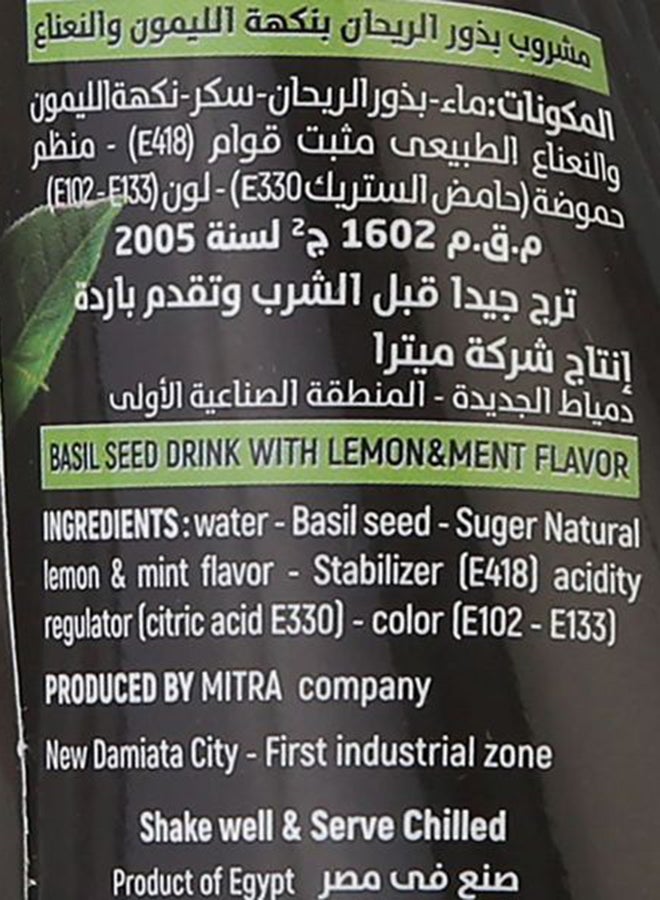 مشروب بذور الريحان بنكهة الليمون والنعناع
المكونات:ماء-بذورالريحان-سكر-نكهةالليمون
والنعناع الطبيعى مثبت قوام (E418) - منظم
حموضة (حامض الستريك E330) - لون (E102-E133)
م.ق.م 1602 ج² لسنة 2005
ترج جيدا قبل الشرب وتقدم باردة
إنتاج شركة ميترا
دمياط الجديدة - المنطقة الصناعية الأولى
BASIL SEED DRINK WITH LEMON&MENT FLAVOR
INGREDIENTS: water - Basil seed - Suger Natural
lemon & mint flavor - Stabilizer (E418) acidity
regulator (citric acid E330) - color (E102 - E133)
PRODUCED BY MITRA company
New Damiata City - First industrial zone
Shake well & Serve Chilled
Product of Egypt صنع فى مصر